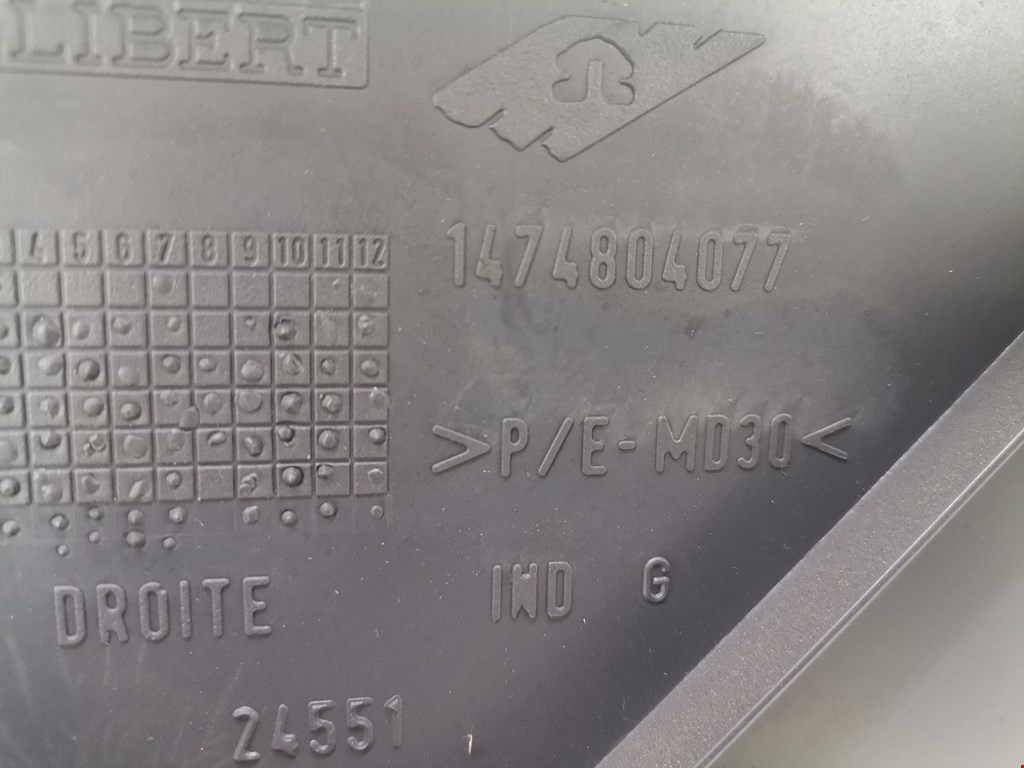 LIBERT
1474804077
4 5 6 7 8 9 10 11 12
>P/E-MD30<
IND G
DROITE
24551